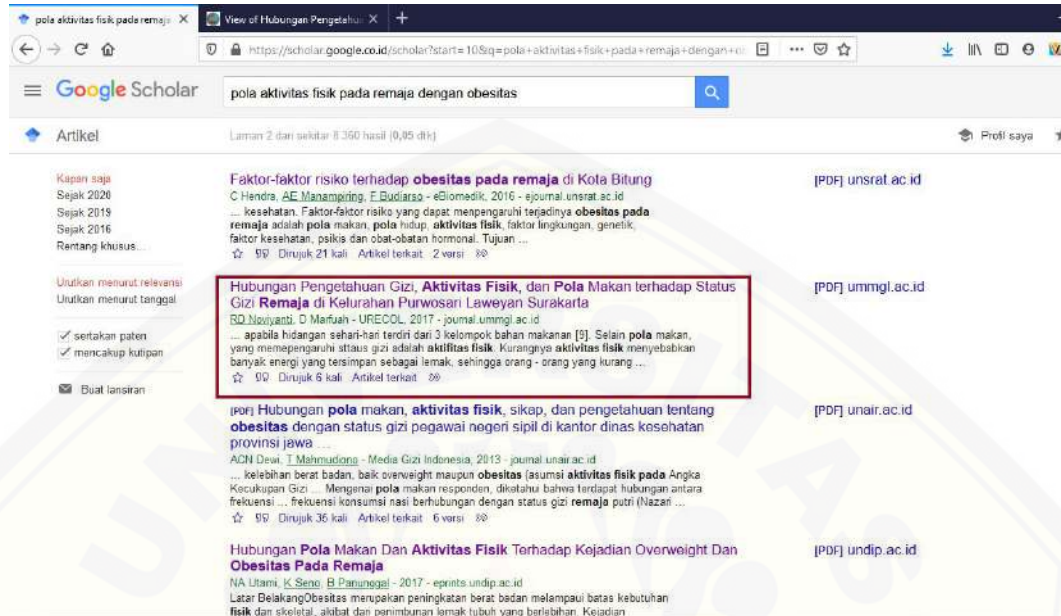 pola aktivitas fisik pada remaja
View of Hubungan Pengetahu
https://scholar.google.co.id/scholar?start=10&q=pola+aktivitas+fisik+pada+remaja+dengan+o
Google Scholar
pola aktivitas fisik pada remaja dengan obesitas
Artikel
Laman 2 dari sekitar 8.360 hasil (0,05 dtk)
Profil saya
Kapan saja
Sejak 2020
Sejak 2019
Sejak 2016
Rentang khusus...
Urutkan menurut relevansi
Urutkan menurut tanggal
sertakan paten
mencakup kutipan
Buat lansiran
Faktor-faktor risiko terhadap obesitas pada remaja di Kota Bitung
[PDF] unsrat.ac.id
C Hendra, AE Manampiring, F Budiarso - eBiomedik, 2016 - ejournal.unsrat.ac.id
... kesehatan. Faktor-faktor risiko yang dapat menpengaruhi terjadinya obesitas pada
remaja adalah pola makan, pola hidup, aktivitas fisik, faktor lingkungan, genetik,
faktor kesehatan, psikis dan obat-obatan hormonal. Tujuan ...
Dirujuk 21 kali Artikel terkait 2 versi
Hubungan Pengetahuan Gizi, Aktivitas Fisik, dan Pola Makan terhadap Status
Gizi Remaja di Kelurahan Purwosari Laweyan Surakarta
[PDF] ummgl.ac.id
RD Noviyanti, D Marfuah - URECOL, 2017 - journal.ummgl.ac.id
... apabila hidangan sehari-hari terdiri dari 3 kelompok bahan makanan [9]. Selain pola makan,
yang memepengaruhi sttaus gizi adalah aktifitas fisik. Kurangnya aktivitas fisik menyebabkan
banyak energi yang tersimpan sebagai lemak, sehingga orang - orang yang kurang ...
Dirujuk 6 kali Artikel terkait
[PDF] Hubungan pola makan, aktivitas fisik, sikap, dan pengetahuan tentang
obesitas dengan status gizi pegawai negeri sipil di kantor dinas kesehatan
provinsi jawa ...
[PDF] unair.ac.id
ACN Dewi, T Mahmudiono - Media Gizi Indonesia, 2013 - journal.unair.ac.id
... kelebihan berat badan, baik overweight maupun obesitas (asumsi aktivitas fisik pada Angka
Kecukupan Gizi ... Mengenai pola makan responden, diketahui bahwa terdapat hubungan antara
frekuensi ... frekuensi konsumsi nasi berhubungan dengan status gizi remaja putri (Nazari ...
Dirujuk 35 kali Artikel terkait 6 versi
Hubungan Pola Makan Dan Aktivitas Fisik Terhadap Kejadian Overweight Dan
Obesitas Pada Remaja
[PDF] undip.ac.id
NA Utami, K Seno, B Panunggal - 2017 - eprints.undip.ac.id
Latar BelakangObesitas merupakan peningkatan berat badan melampaui batas kebutuhan
fisik dan skeletal, akibat dari penimbunan lemak tubuh yang berlebihan. Kejadian